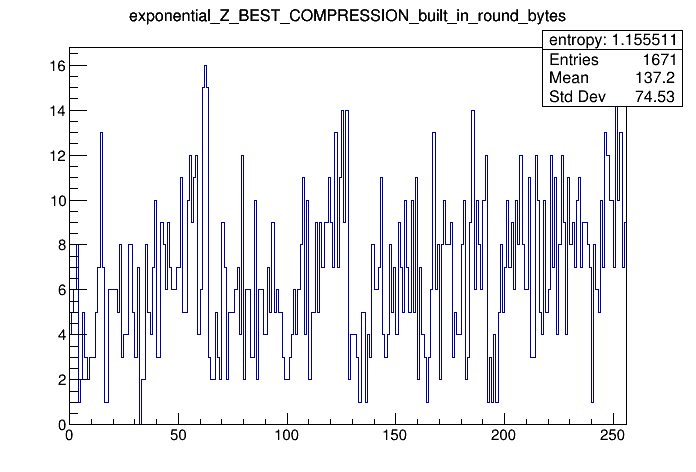 exponential_Z_BEST_COMPRESSION_built_in_round_bytes
entropy: 1.155511
Entries 1671
Mean 137.2
Std Dev 74.53
16
14
12
10
8
6
4
2
0
0 50 100 150 200 250